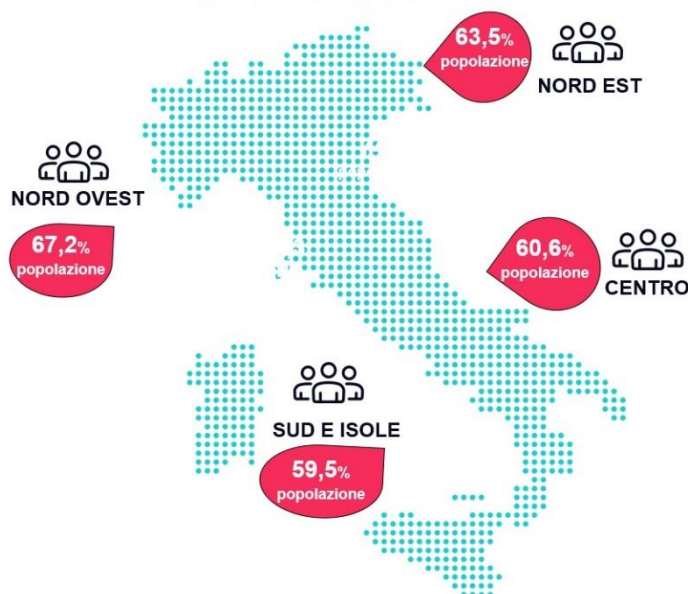 63,5%
popolazione
NORD EST
NORD OVEST
67,2%
popolazione
60,6%
popolazione
CENTRO
SUD E ISOLE
59,5%
popolazione